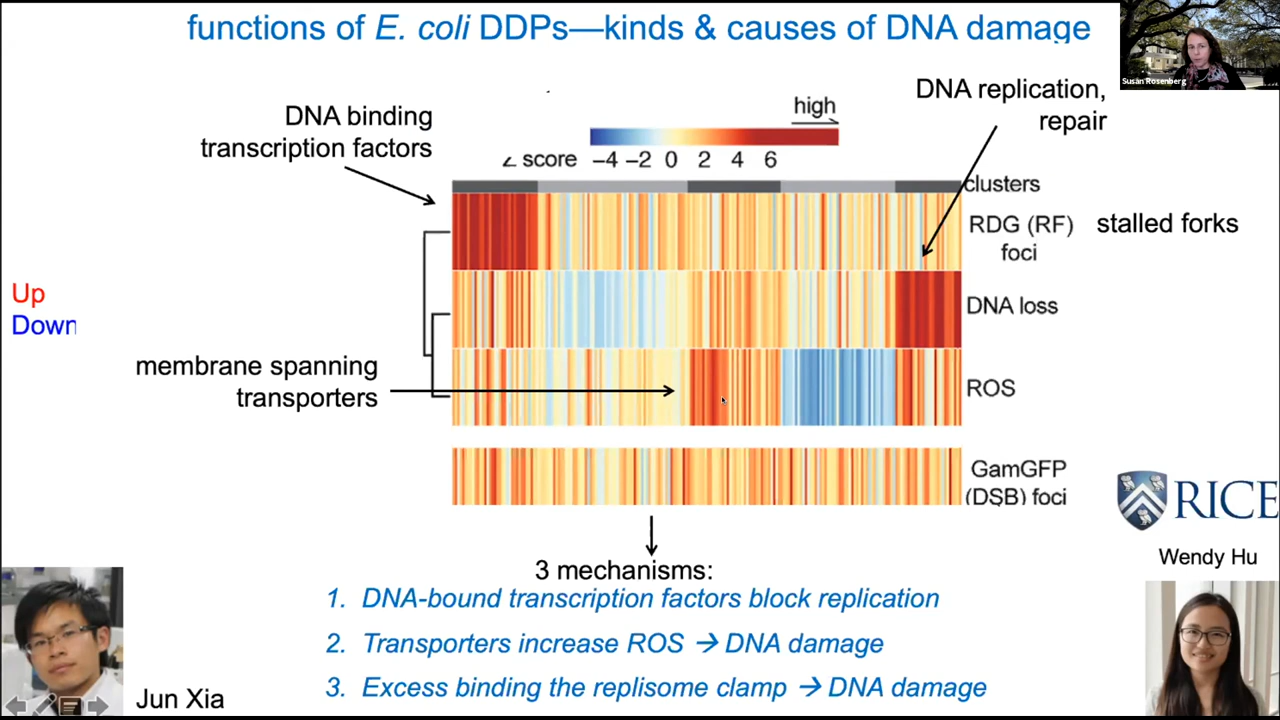 functions of E. coli DDPs—kinds & causes of DNA damage
Susan Rosenberg
DNA binding
transcription factors
high
DNA replication,
repair
score −4 −2 0 2 4 6
clusters
RDG (RF)
foci
stalled forks
Up
Down
DNA loss
membrane spanning
transporters
ROS
GamGFP
(DSB) foci
RICE
Wendy Hu
3 mechanisms:
1. DNA-bound transcription factors block replication
2. Transporters increase ROS → DNA damage
3. Excess binding the replisome clamp → DNA damage
Jun Xia